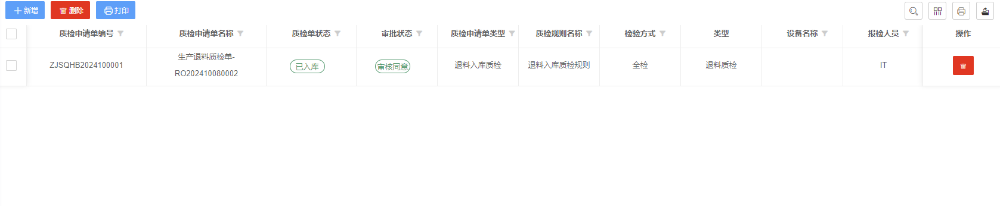 新增 删除 打印
质检申请单编号 质检申请单名称 质检单状态 审批状态 质检申请单类型 质检规则名称 检验方式 类型 设备名称 报检人员 操作
生产退料质检单-
ZJSQHB2024100001 已入库 审核同意 退料入库质检 退料入库质检规则 全检 退料质检 IT
RO202410080002